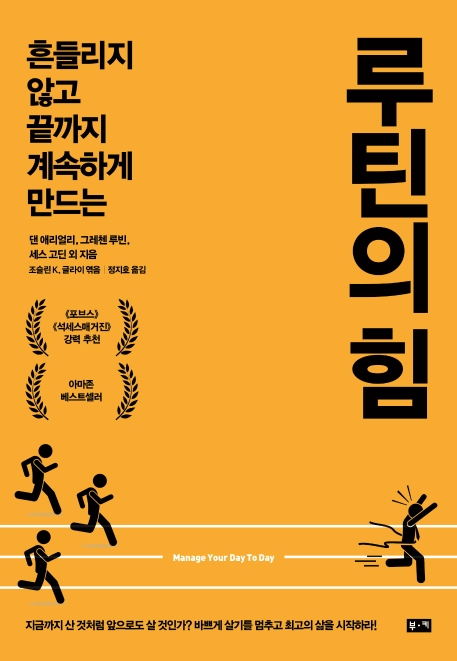 흔들리지
않고
끝까지
계속하게
만드는
루틴의 힘
댄 애리얼리, 그레첸 루빈,
세스 고딘 외 지음
조슬린 K. 글라이 엮음 | 정지호 옮김
《포브스》
《석세스매거진》
강력 추천
아마존
베스트셀러
Manage Your Day To Day
지금까지 산 것처럼 앞으로도 살 것인가? 바쁘게 살기를 멈추고 최고의 삶을 시작하라!
부·키